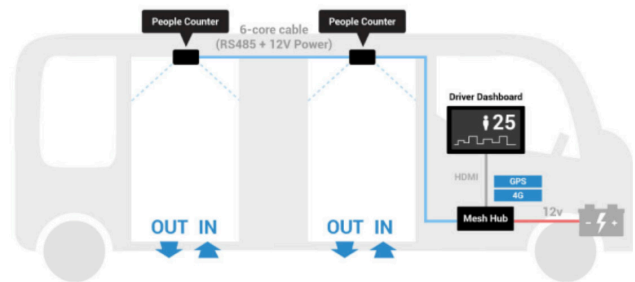 People Counter
People Counter
6-core cable
(RS485 + 12V Power)
Driver Dashboard
25
HDMI
GPS
4G
Mesh Hub
12v
- +
OUT IN
OUT IN